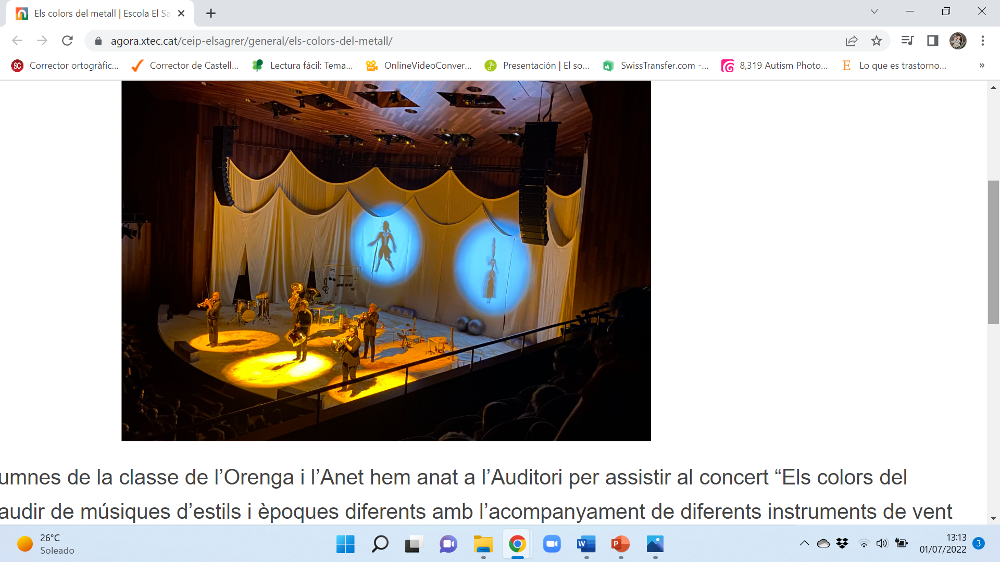 Els colors del metall | Escola El Sa
agora.xtec.cat/ceip-elsagrer/general/els-colors-del-metall/
Corrector ortogràfic... Corrector de Castell... Lectura fácil: Tema... OnlineVideoConver... Presentación | El so... SwissTransfer.com -... 8,319 Autism Photo... Lo que es trastorno... »
umnes de la classe de l’Orenga i l’Anet hem anat a l’Auditori per assistir al concert “Els colors del
audir de músiques d’estils i èpoques diferents amb l’acompanyament de diferents instruments de vent
26°C
Soleado
13:13
01/07/2022
3